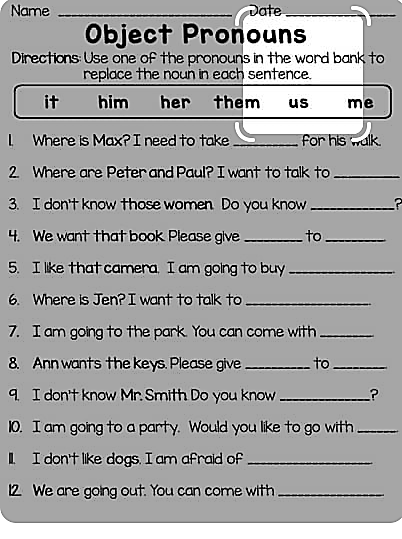 Name ____________________ Date ____________
Object Pronouns
Directions: Use one of the pronouns in the word bank to
replace the noun in each sentence.
it him her them us me
1. Where is Max? I need to take ________ for his walk.
2. Where are Peter and Paul? I want to talk to ________
3. I don't know those women. Do you know __________?
4. We want that book. Please give _______ to _______.
5. I like that camera. I am going to buy ____________.
6. Where is Jen? I want to talk to ______________.
7. I am going to the park. You can come with ______.
8. Ann wants the keys. Please give ________ to ______.
9. I don't know Mr. Smith. Do you know __________?
10. I am going to a party. Would you like to go with _____.
11. I don't like dogs. I am afraid of ______________.
12. We are going out. You can come with ____________.